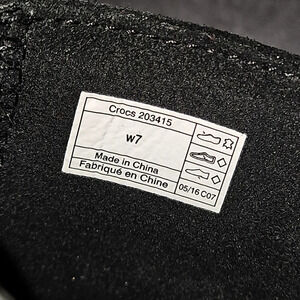 Crocs 203415
w7
Made in China
Fabriqué en Chine
05/16 C07